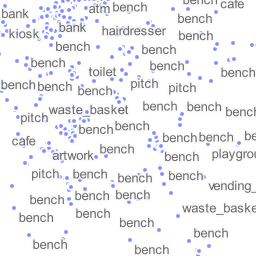 bench
cafe
atm bench
bank
bench
kiosk bank hairdresser bench
bench bench
bench bench
toilet bench
bench bench bench pitch pitch
bench bench
waste_basket bench
pitch bench bench
bench bench be
cafe bench
artwork bench playgrou
pitch bench bench bench
vending_
bench bench bench
waste_baske
bench bench
bench
bench
bench bench